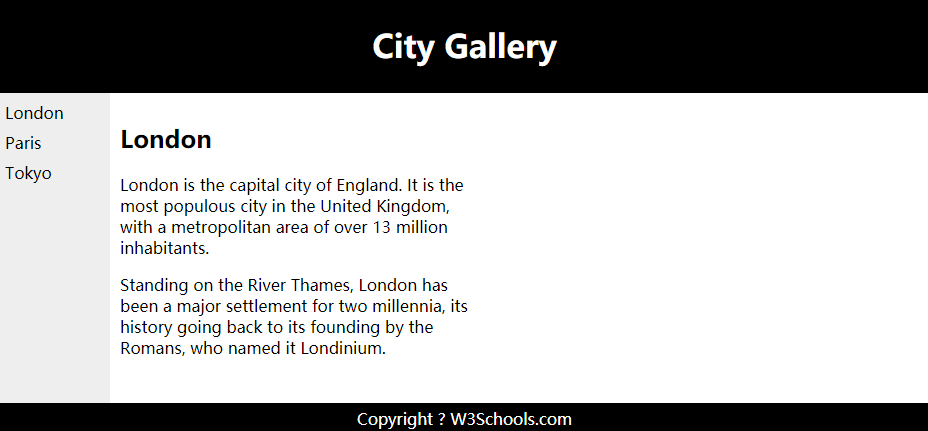 City Gallery
London
Paris
Tokyo
London
London is the capital city of England. It is the
most populous city in the United Kingdom,
with a metropolitan area of over 13 million
inhabitants.
Standing on the River Thames, London has
been a major settlement for two millennia, its
history going back to its founding by the
Romans, who named it Londinium.
Copyright ? W3Schools.com